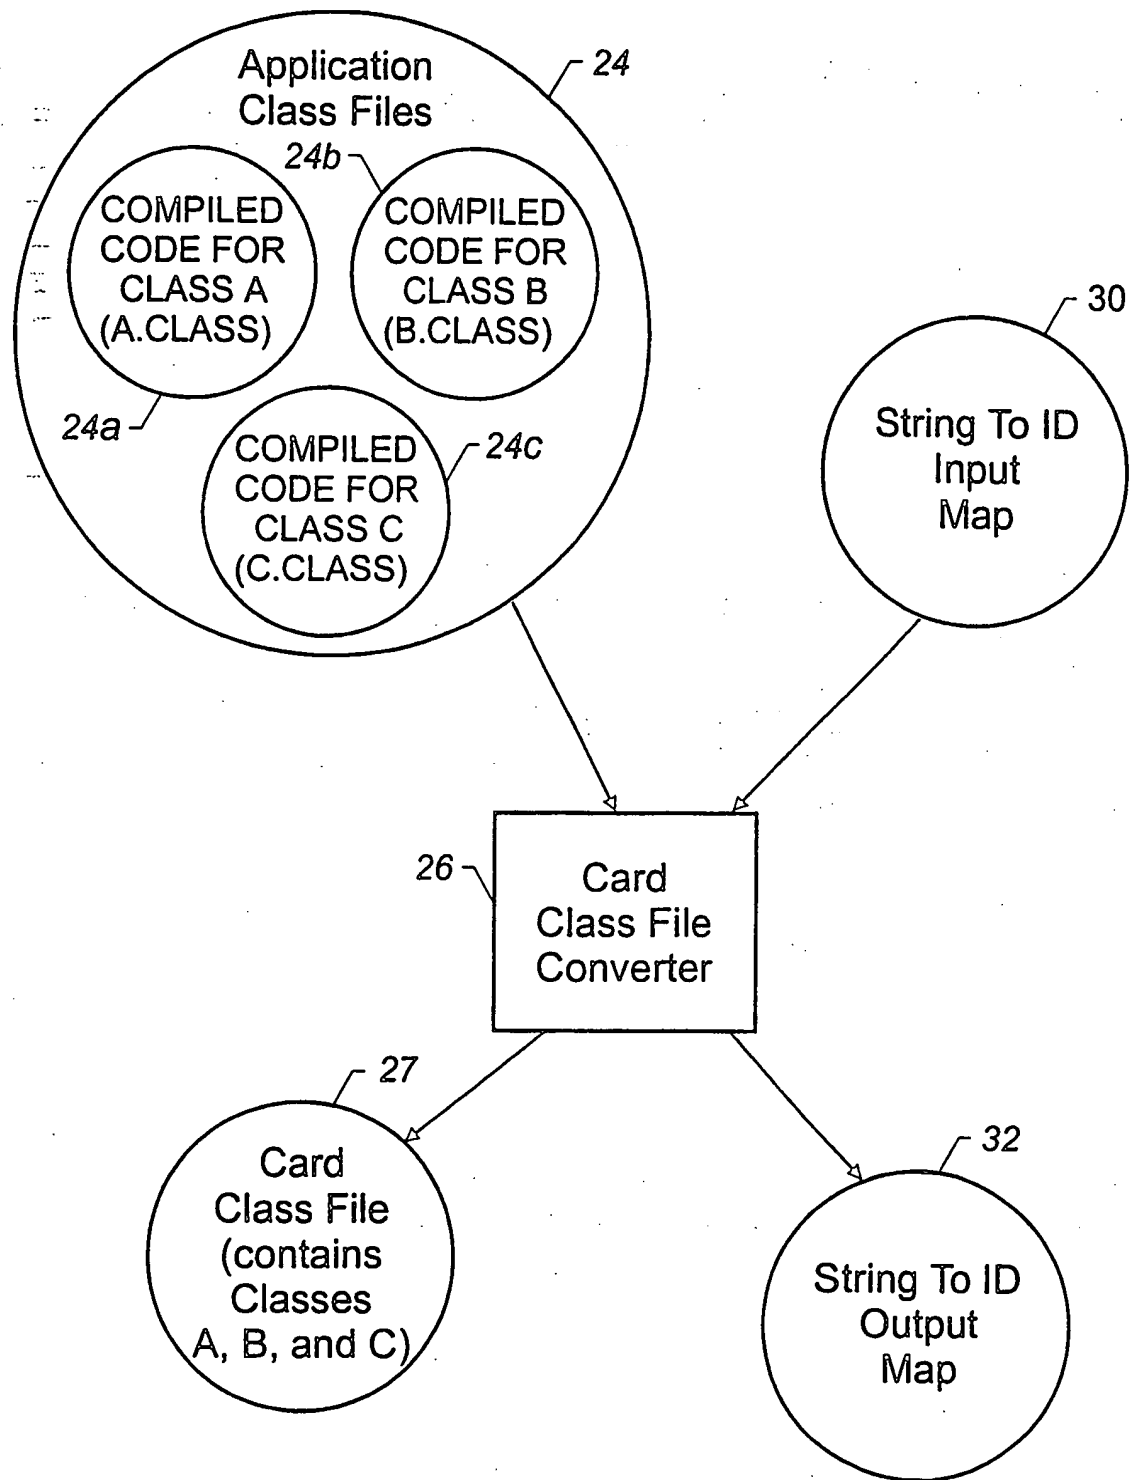 Application
Class Files
24
24b
COMPILED
CODE FOR
CLASS A
(A.CLASS)
COMPILED
CODE FOR
CLASS B
(B.CLASS)
24a
COMPILED
CODE FOR
CLASS C
(C.CLASS)
24c
30
String To ID
Input
Map
26
Card
Class File
Converter
27
Card
Class File
(contains
Classes
A, B, and C)
32
String To ID
Output
Map